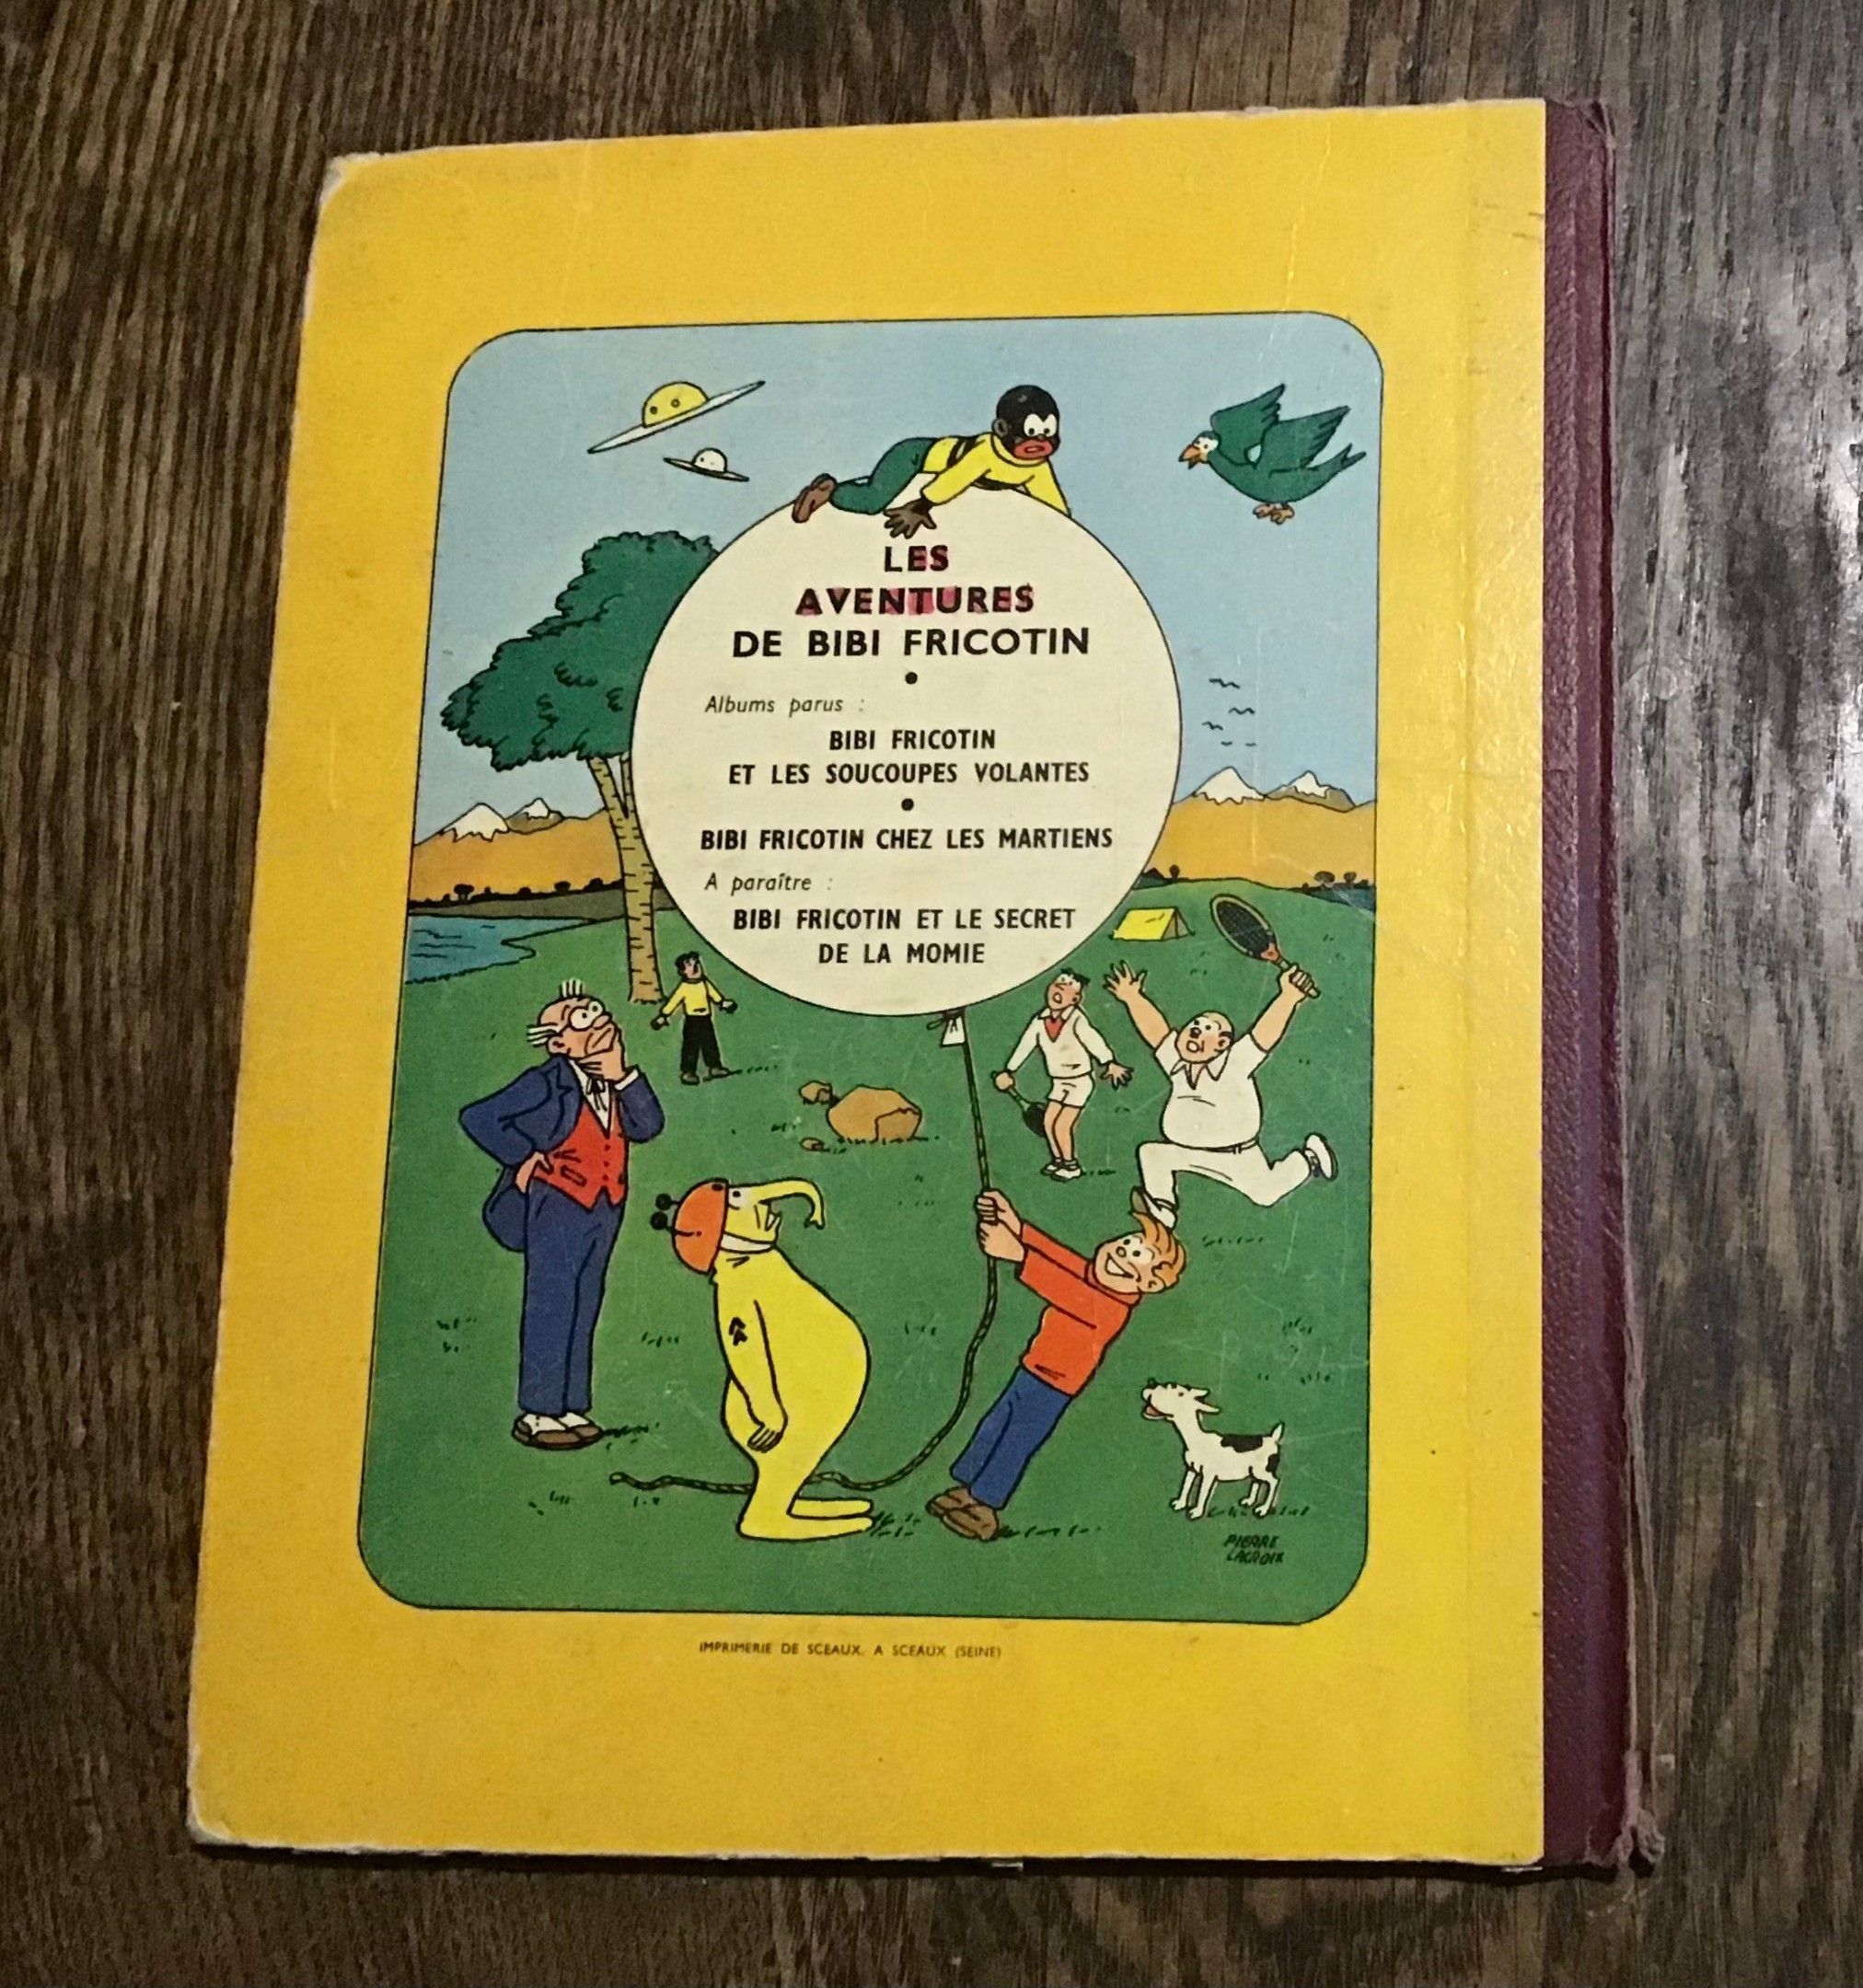 LES
AVENTURES
DE BIBI FRICOTIN
Albums parus :
BIBI FRICOTIN
ET LES SOUCOUPES VOLANTES
BIBI FRICOTIN CHEZ LES MARTIENS
A paraître :
BIBI FRICOTIN ET LE SECRET
DE LA MOMIE
PIERRE
LACROIX
IMPRIMERIE DE SCEAUX, A SCEAUX (SEINE)